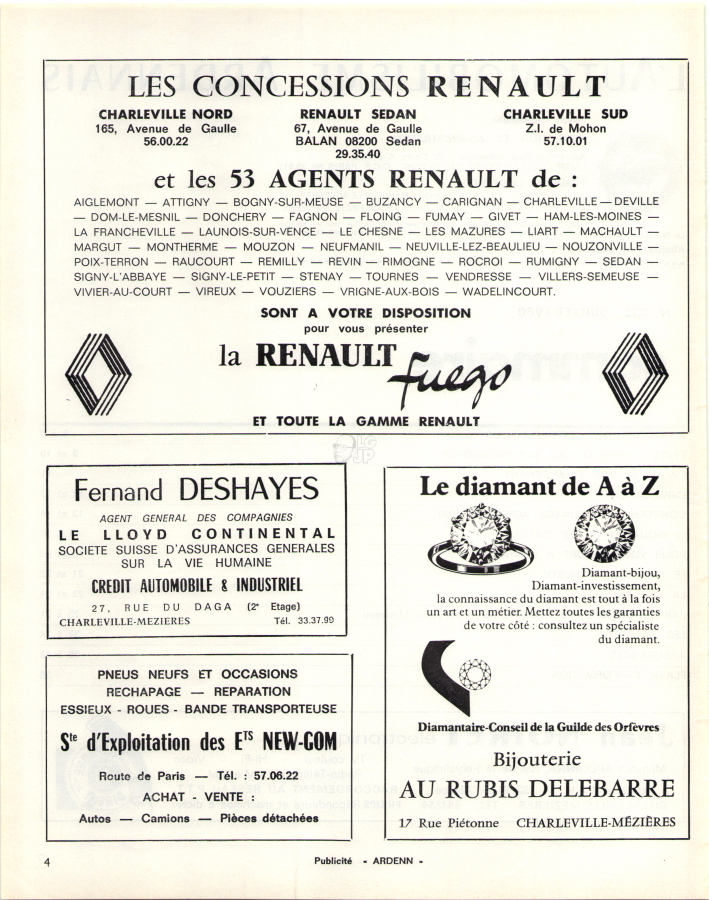 LES CONCESSIONS RENAULT
CHARLEVILLE NORD
165, Avenue de Gaulle
56.00.22
RENAULT SEDAN
67, Avenue de Gaulle
BALAN 08200 Sedan
29.35.40
CHARLEVILLE SUD
Z.I. de Mohon
57.10.01
et les 53 AGENTS RENAULT de :
AIGLEMONT — ATTIGNY — BOGNY-SUR-MEUSE — BUZANCY — CARIGNAN — CHARLEVILLE — DEVILLE
— DOM-LE-MESNIL — DONCHERY — FAGNON — FLOING — FUMAY — GIVET — HAM-LES-MOINES —
LA FRANCHEVILLE — LAUNOIS-SUR-VENCE — LE CHESNE — LES MAZURES — LIART — MACHAULT —
MARGUT — MONTHERME — MOUZON — NEUFMANIL — NEUVILLE-LEZ-BEAULIEU — NOUZONVILLE —
POIX-TERRON — RAUCOURT — REMILLY — REVIN — RIMOGNE — ROCROI — RUMIGNY — SEDAN —
SIGNY-L'ABBAYE — SIGNY-LE-PETIT — STENAY — TOURNES — VENDRESSE — VILLERS-SEMEUSE —
VIVIER-AU-COURT — VIREUX — VOUZIERS — VRIGNE-AUX-BOIS — WADELINCOURT.
SONT A VOTRE DISPOSITION
pour vous présenter
la RENAULT fuego
ET TOUTE LA GAMME RENAULT
LG
JP
Fernand DESHAYES
AGENT GENERAL DES COMPAGNIES
LE LLOYD CONTINENTAL
SOCIETE SUISSE D'ASSURANCES GENERALES
SUR LA VIE HUMAINE
CREDIT AUTOMOBILE & INDUSTRIEL
27, RUE DU DAGA (2e Etage)
CHARLEVILLE-MEZIERES Tél. 33.37.99
PNEUS NEUFS ET OCCASIONS
RECHAPAGE — REPARATION
ESSIEUX - ROUES - BANDE TRANSPORTEUSE
Ste d'Exploitation des ETS NEW-COM
Route de Paris — Tél. : 57.06.22
ACHAT - VENTE :
Autos — Camions — Pièces détachées
Le diamant de A à Z
Diamant-bijou,
Diamant-investissement,
la connaissance du diamant est tout à la fois
un art et un métier. Mettez toutes les garanties
de votre côté : consultez un spécialiste
du diamant.
Diamantaire-Conseil de la Guilde des Orfèvres
Bijouterie
AU RUBIS DELEBARRE
17 Rue Piétonne CHARLEVILLE-MÉZIÈRES
4
Publicité - ARDENN -